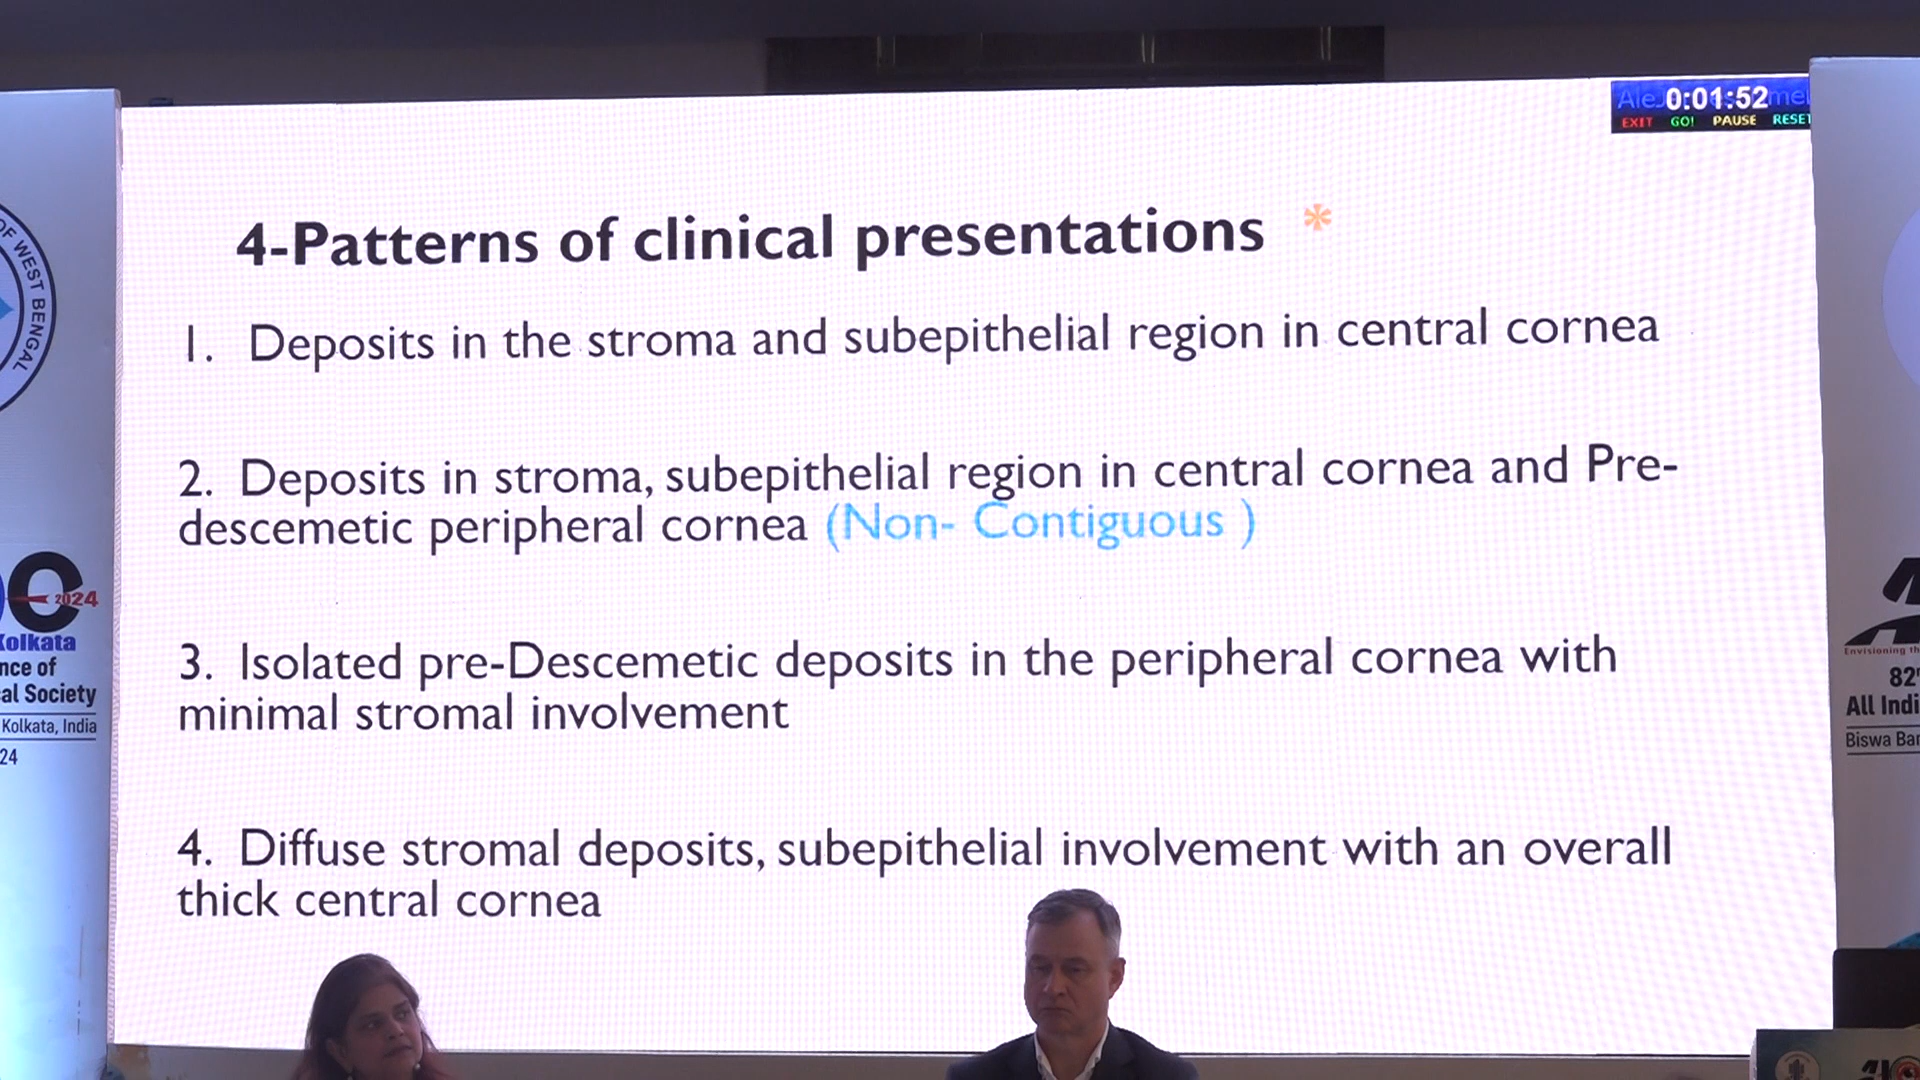 0:01:52
EXIT GO! PAUSE RESET
4-Patterns of clinical presentations *
1. Deposits in the stroma and subepithelial region in central cornea
2. Deposits in stroma, subepithelial region in central cornea and Pre-
descemetic peripheral cornea (Non- Contiguous )
3. Isolated pre-Descemetic deposits in the peripheral cornea with
minimal stromal involvement
4. Diffuse stromal deposits, subepithelial involvement with an overall
thick central cornea
OF WEST BENGAL
2024
Kolkata
nce of
al Society
Kolkata, India
24
Envisioning th
82
All Indi
Biswa Ban